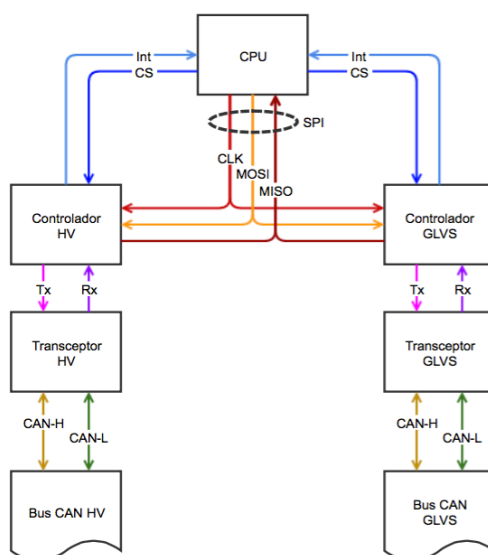 Int
CPU
Int
CS
CS
SPI
CLK
MOSI
MISO
Controlador
HV
Controlador
GLVS
Tx
Rx
Tx
Rx
Transceptor
HV
Transceptor
GLVS
CAN-H
CAN-L
CAN-H
CAN-L
Bus CAN HV
Bus CAN
GLVS